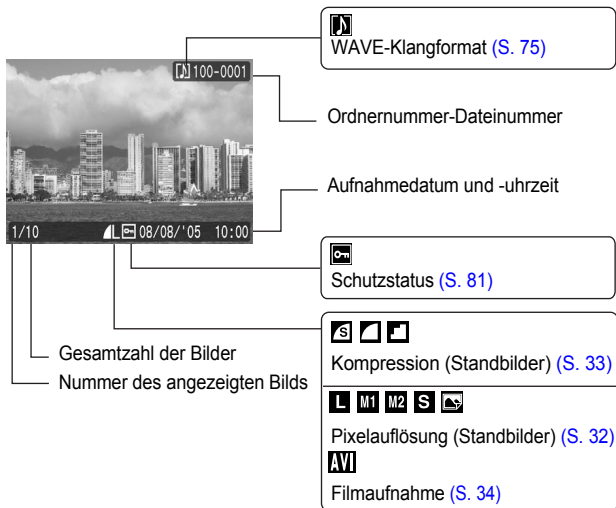 WAVE-Klangformat (S. 75)
100-0001
Ordnernummer-Dateinummer
Aufnahmedatum und -uhrzeit
1/10 L 08/08/'05 10:00
Schutzstatus (S. 81)
S
Kompression (Standbilder) (S. 33)
Gesamtzahl der Bilder
Nummer des angezeigten Bilds
L M1 M2 S
Pixelauflösung (Standbilder) (S. 32)
AVI
Filmaufnahme (S. 34)